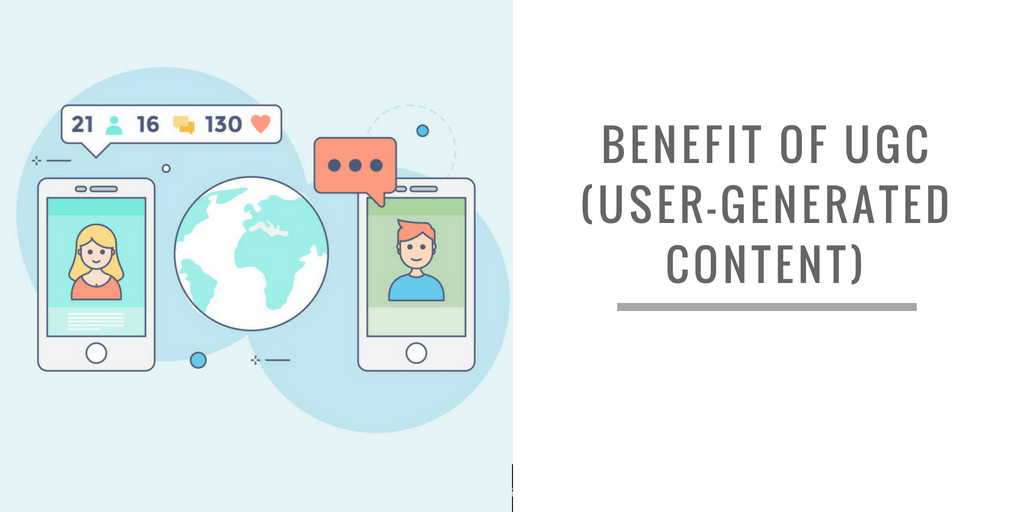 21 16 130
BENEFIT OF UGC
(USER-GENERATED
CONTENT)